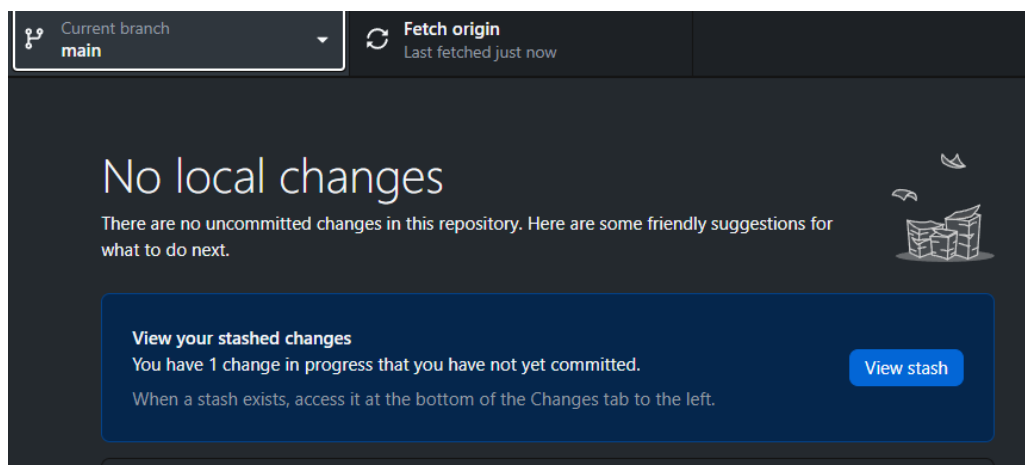 Current branch
main
Fetch origin
Last fetched just now
No local changes
There are no uncommitted changes in this repository. Here are some friendly suggestions for
what to do next.
View your stashed changes
You have 1 change in progress that you have not yet committed.
View stash
When a stash exists, access it at the bottom of the Changes tab to the left.